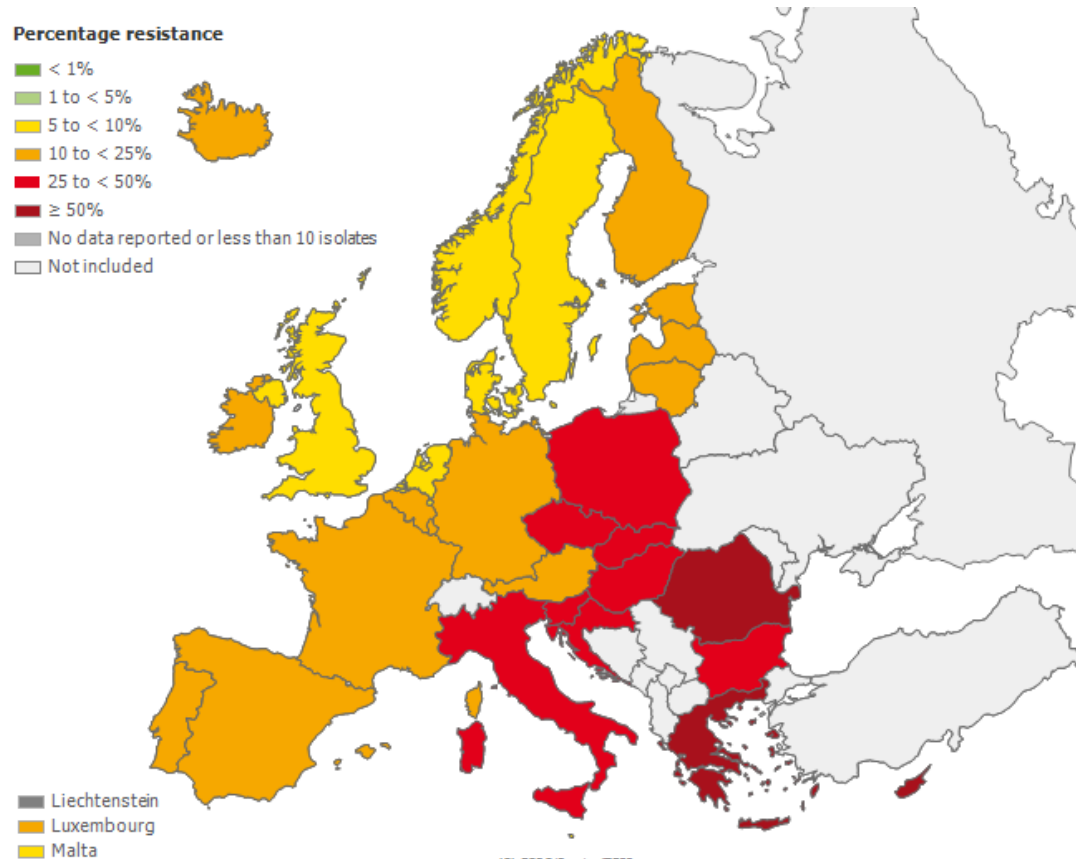 Percentage resistance
< 1%
1 to < 5%
5 to < 10%
10 to < 25%
25 to < 50%
≥ 50%
No data reported or less than 10 isolates
Not included
Liechtenstein
Luxembourg
Malta